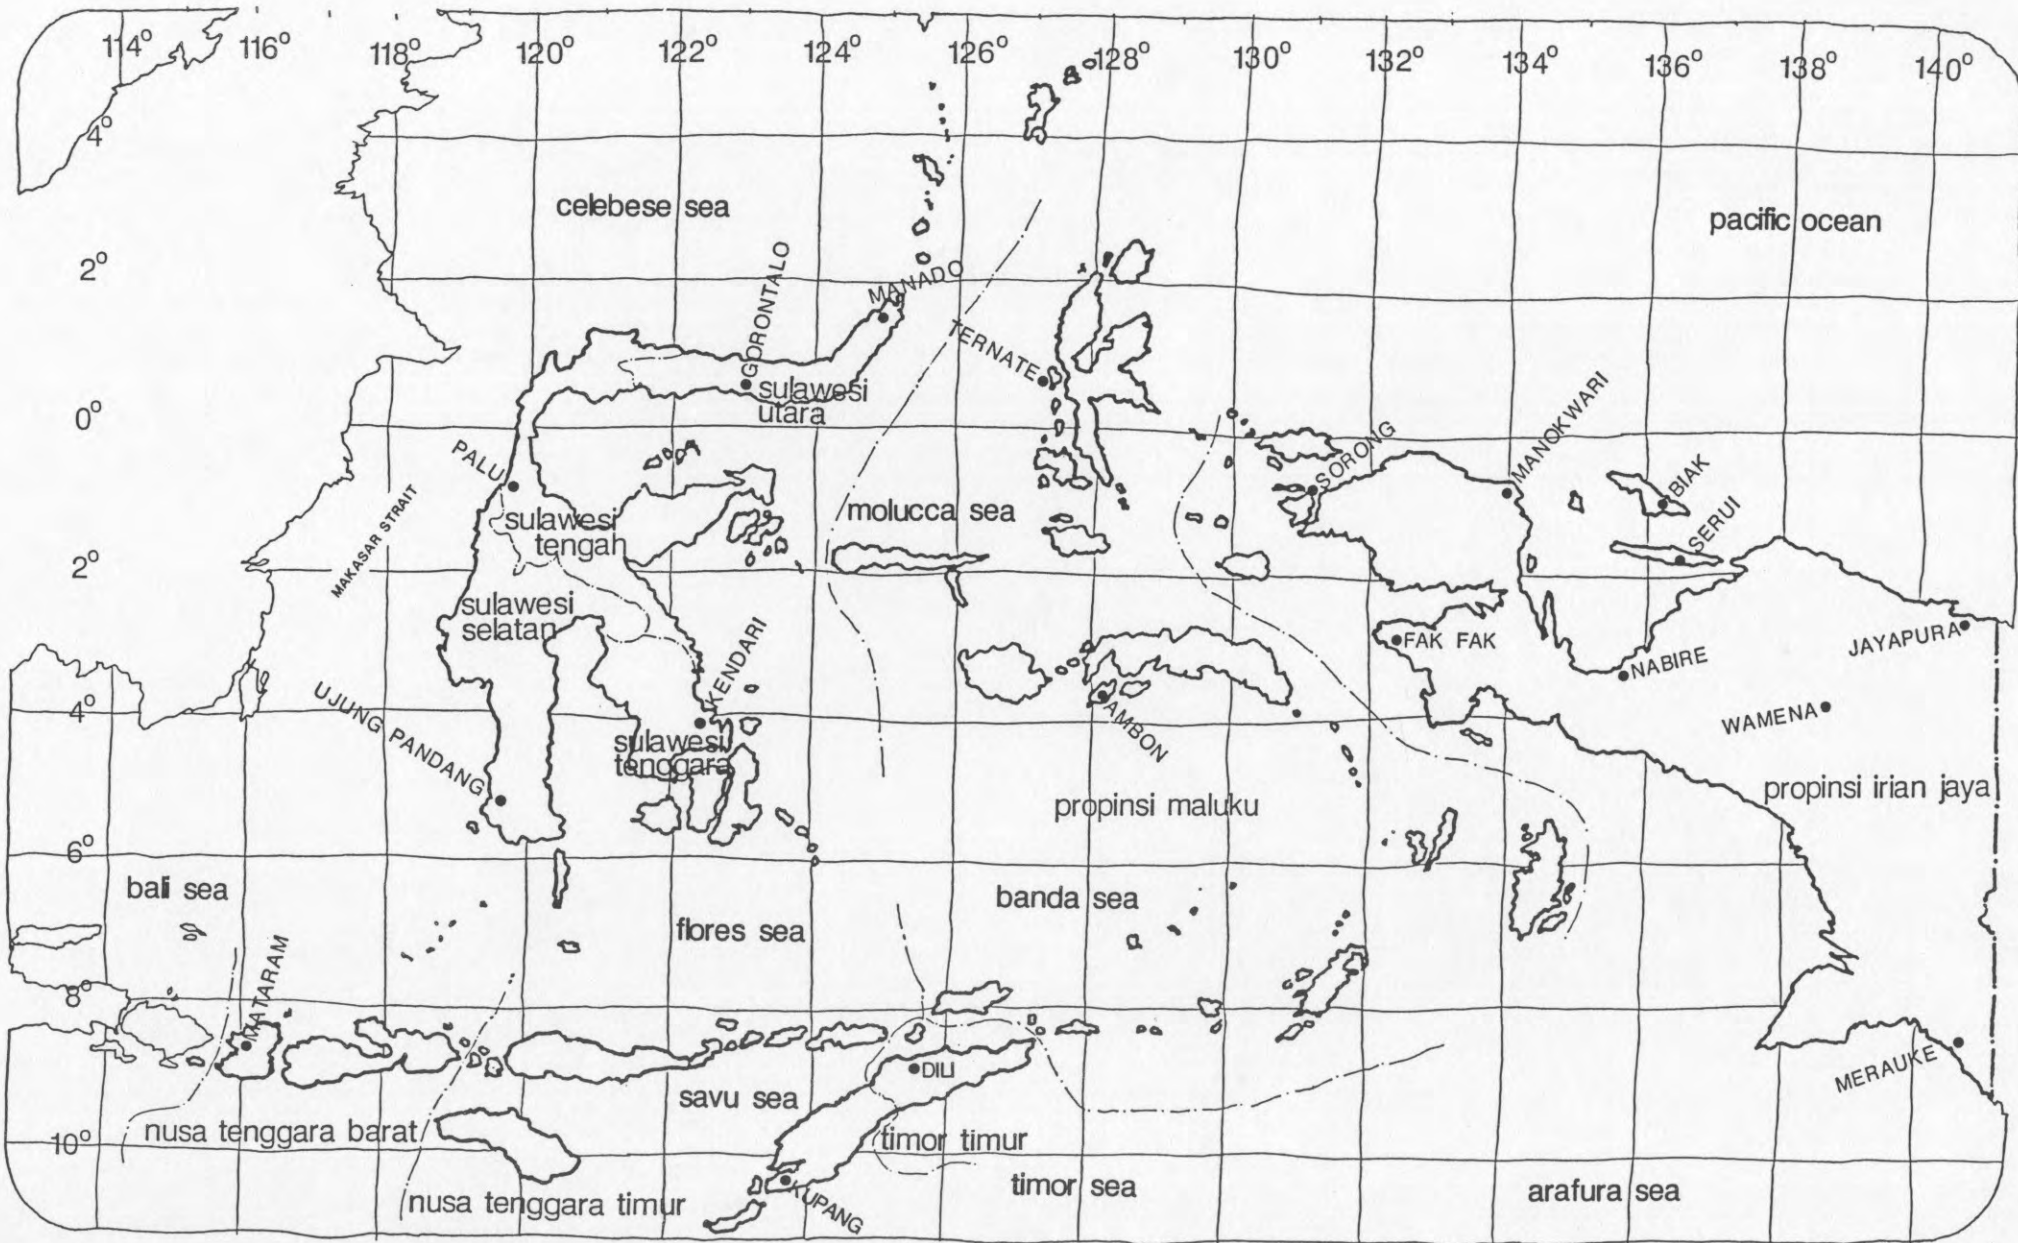 114° 116° 118° 120° 122° 124° 126° 128° 130° 132° 134° 136° 138° 140°
4°
celebese sea
pacific ocean
2°
GORONTALO
MANADO
TERNATE
sulawesi
utara
0°
PALU
SORONG
MANOKWARI
BIAK
SERUI
MAKASAR STRAIT
sulawesi
tengah
molucca sea
2°
sulawesi
selatan
KENDARI
FAK FAK
NABIRE
JAYAPURA
4°
UJUNG PANDANG
AMBON
WAMENA
sulawesi
tenggara
propinsi maluku
propinsi irian jaya
6°
bali sea
flores sea
banda sea
8°
MATARAM
DILI
MERAUKE
savu sea
10°
nusa tenggara barat
timor timur
nusa tenggara timur
KUPANG
timor sea
arafura sea